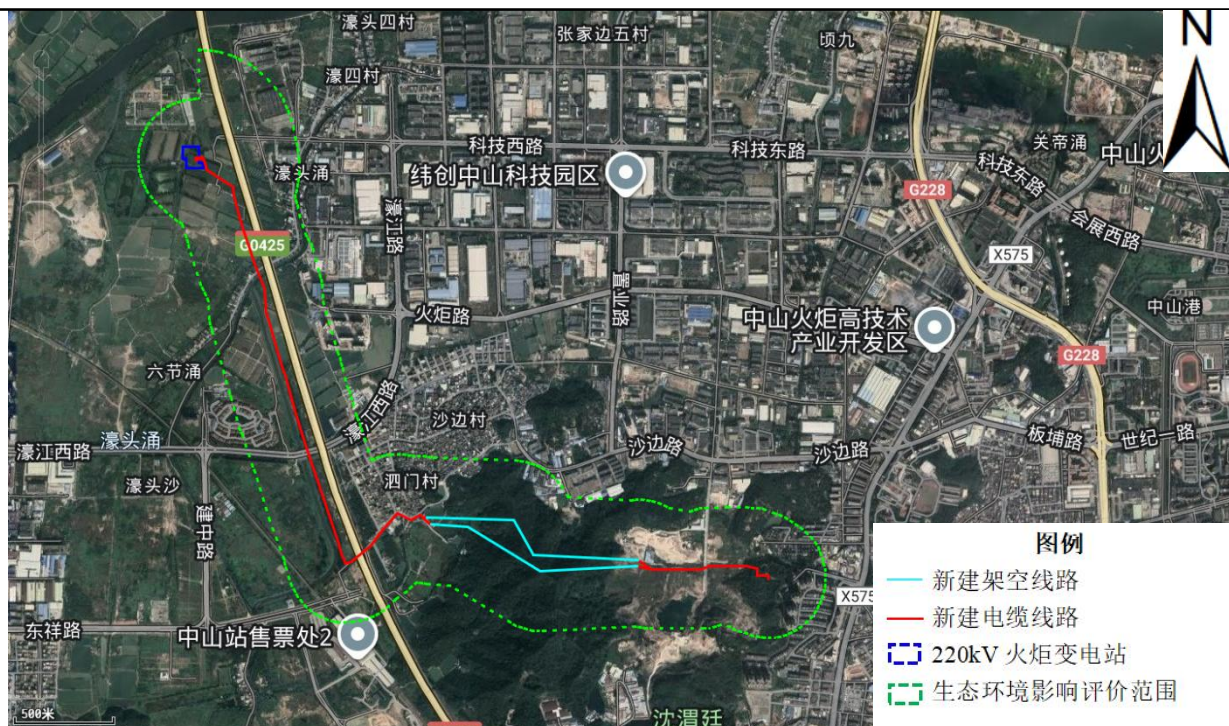 濠头四村
张家边五村
顷九
N
濠四村
关帝涌
科技西路
科技东路
中山火
纬创中山科技园区
科技东路
濠头涌
G228
会展西路
濠江路
G0425
X575
置业路
中山港
火炬路
中山火炬高技术
产业开发区
G228
六节涌
濠江西路
沙边村
板埔路
世纪一路
濠头涌
濠江西路
沙边路
沙边路
泗门村
濠头沙
建中路
图例
新建架空线路
新建电缆线路
X575
东祥路
中山站售票处2
220kV 火炬变电站
生态环境影响评价范围
500米
沈渭廷